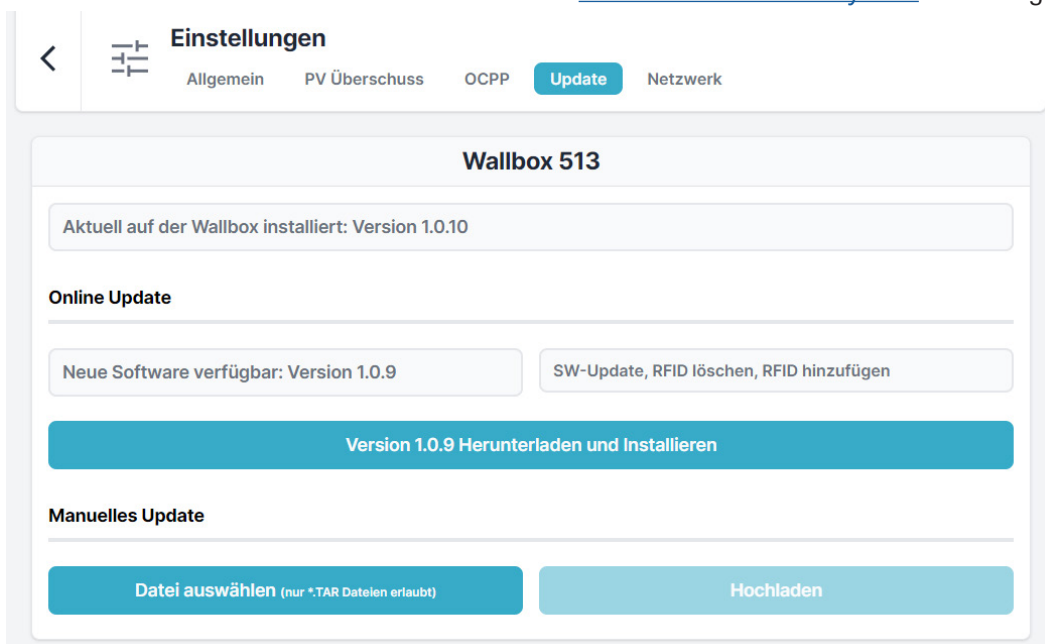 Einstellungen
Allgemein PV Überschuss OCPP Update Netzwerk
Wallbox 513
Aktuell auf der Wallbox installiert: Version 1.0.10
Online Update
Neue Software verfügbar: Version 1.0.9 SW-Update, RFID löschen, RFID hinzufügen
Version 1.0.9 Herunterladen und Installieren
Manuelles Update
Datei auswählen (nur *.TAR Dateien erlaubt) Hochladen